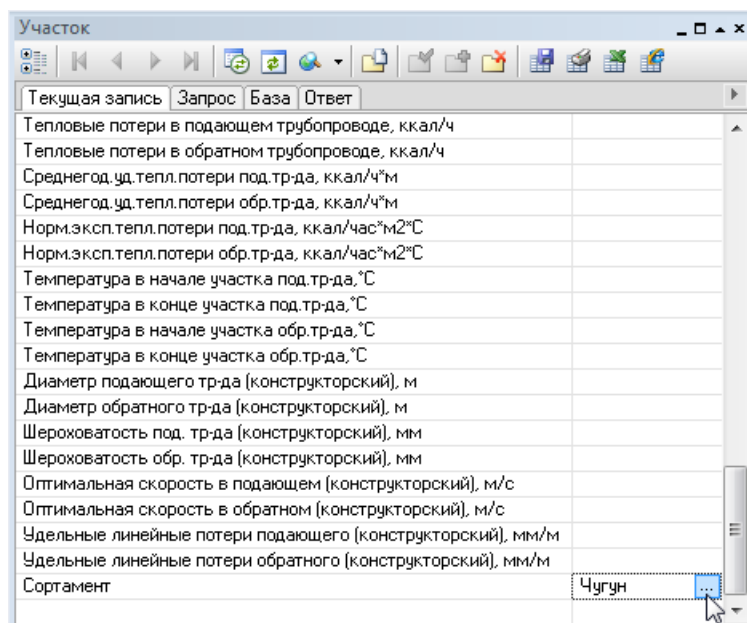 Участок
Текущая запись Запрос База Ответ
Тепловые потери в подающем трубопроводе, ккал/ч
Тепловые потери в обратном трубопроводе, ккал/ч
Среднегод.уд.тепл.потери под.тр-да, ккал/ч*м
Среднегод.уд.тепл.потери обр.тр-да, ккал/ч*м
Норм.эксп.тепл.потери под.тр-да, ккал/час*м2*С
Норм.эксп.тепл.потери обр.тр-да, ккал/час*м2*С
Температура в начале участка под.тр-да,°С
Температура в конце участка под.тр-да,°С
Температура в начале участка обр.тр-да,°С
Температура в конце участка обр.тр-да,°С
Диаметр подающего тр-да (конструкторский), м
Диаметр обратного тр-да (конструкторский), м
Шероховатость под. тр-да (конструкторский), мм
Шероховатость обр. тр-да (конструкторский), мм
Оптимальная скорость в подающем (конструкторский), м/с
Оптимальная скорость в обратном (конструкторский), м/с
Удельные линейные потери подающего (конструкторский), мм/м
Удельные линейные потери обратного (конструкторский), мм/м
Сортамент Чугун ...